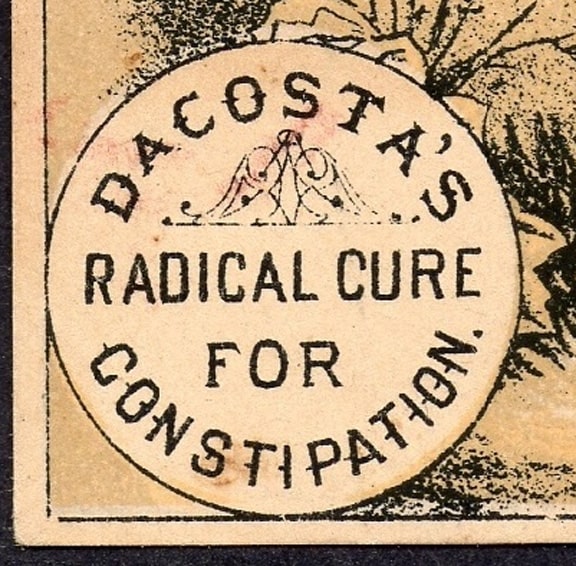 DACOSTA'S
RADICAL CURE
FOR
CONSTIPATION.